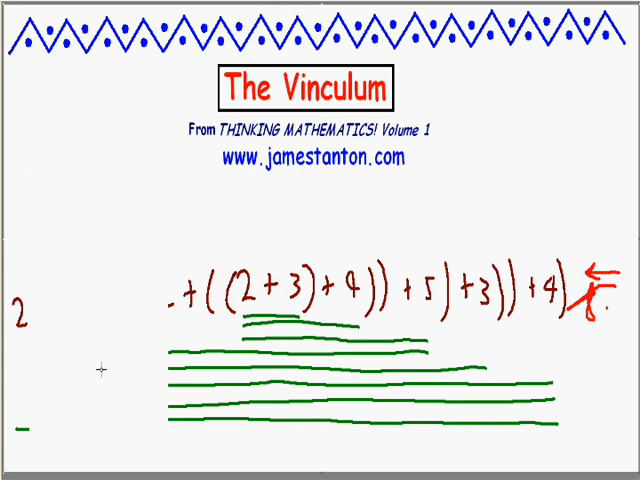 The Vinculum
From THINKING MATHEMATICS! Volume 1
www.jamestanton.com
2 - + ( ( ( 2 + 3 ) + 4 ) ) + 5 ) + 3 ) ) + 4 )